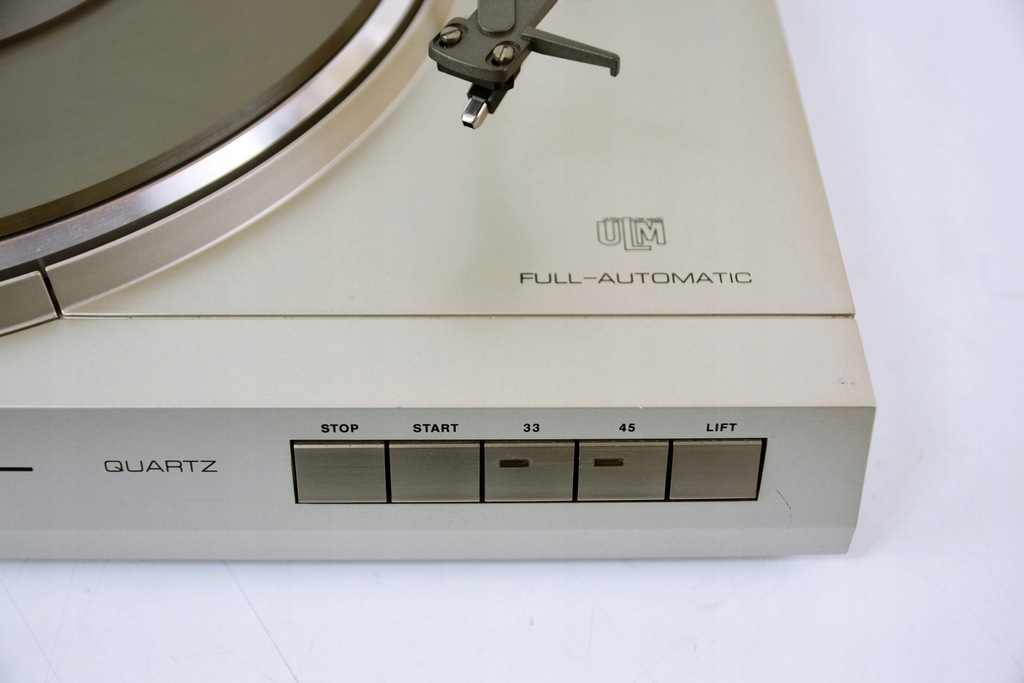 ULM
FULL-AUTOMATIC
STOP START 33 45 LIFT
QUARTZ